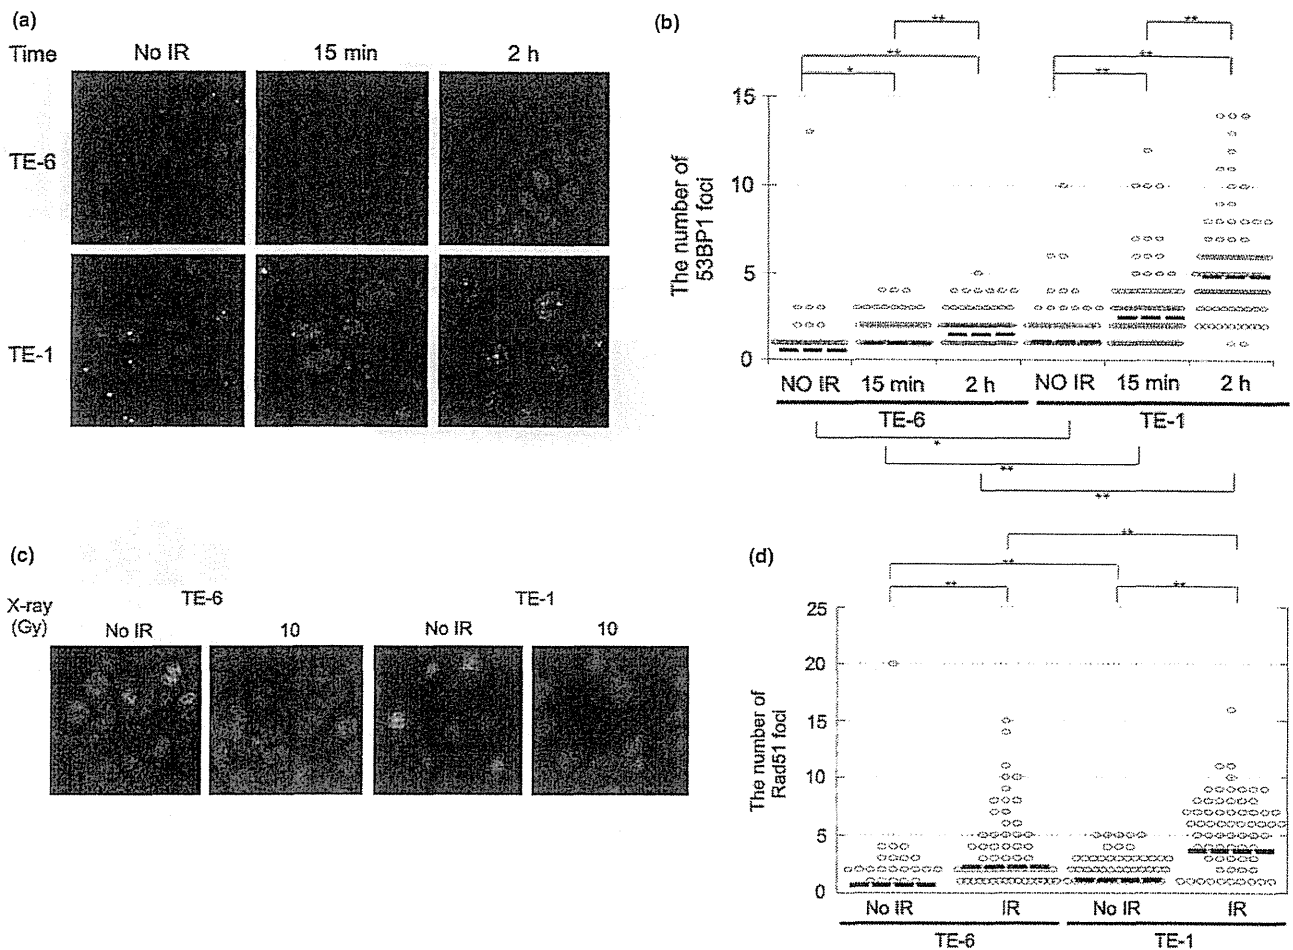 (a)
Time No IR 15 min 2 h
TE-6
TE-1
(b)
** ** ** ** * **
15
10
5
0
The number of
53BP1 foci
NO IR 15 min 2 h NO IR 15 min 2 h
TE-6 TE-1
*
**
**
(c)
TE-6 TE-1
X-ray
(Gy)
No IR 10 No IR 10
(d)
**
**
** **
25
20
15
10
5
0
The number of
Rad51 foci
No IR IR No IR IR
TE-6 TE-1